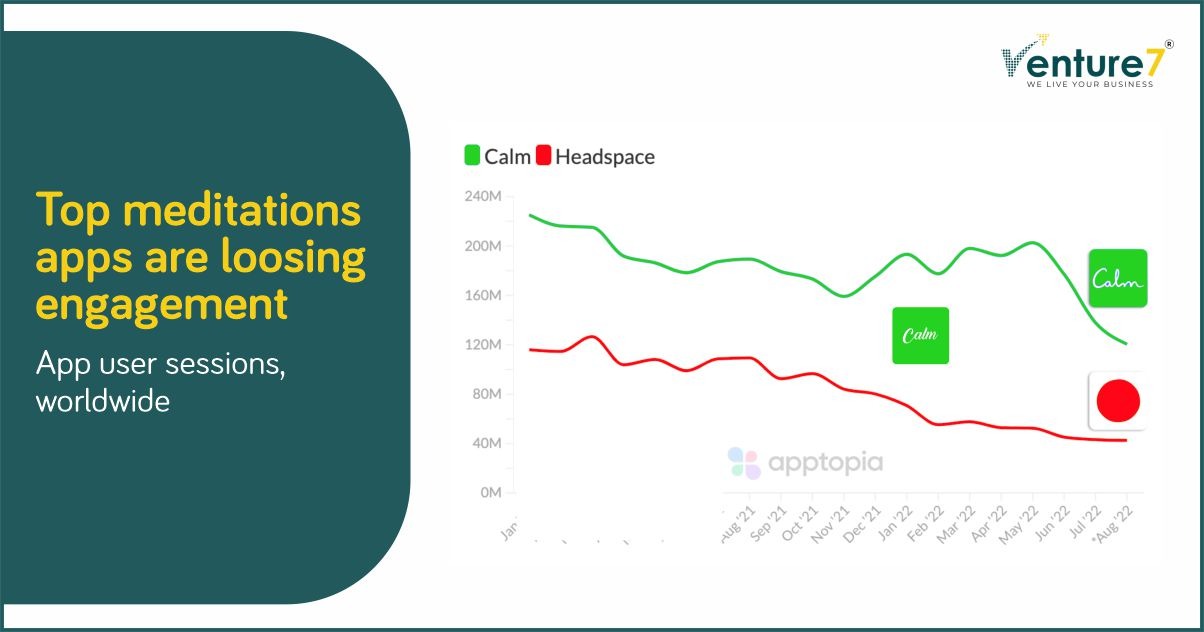 Venture7®
WE LIVE YOUR BUSINESS
Top meditations
apps are loosing
engagement
App user sessions,
worldwide
Calm Headspace
240M
200M
160M
120M
80M
40M
0M
Calm
Calm
apptopia
Aug '21
Sep '21
Oct '21
Nov '21
Dec '21
Jan '22
Feb '22
Mar '22
Apr '22
May '22
Jun '22
Jul '22
*Aug '22